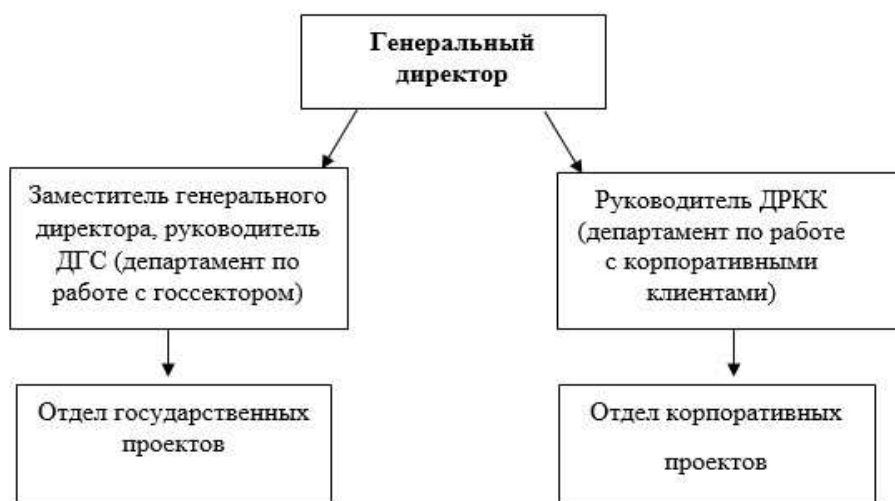 Генеральный
директор
Заместитель генерального
директора, руководитель
ДГС (департамент по
работе с госсектором)
Руководитель ДРКК
(департамент по работе
с корпоративными
клиентами)
Отдел государственных
проектов
Отдел корпоративных
проектов